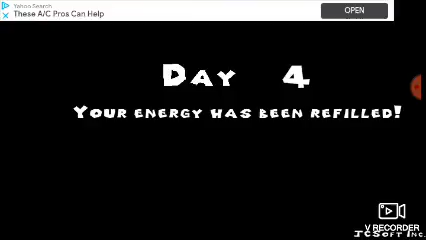 Yahoo Search
These A/C Pros Can Help
OPEN
Day 4
Your energy has been refilled!
V RECORDER
JCSoft Inc.